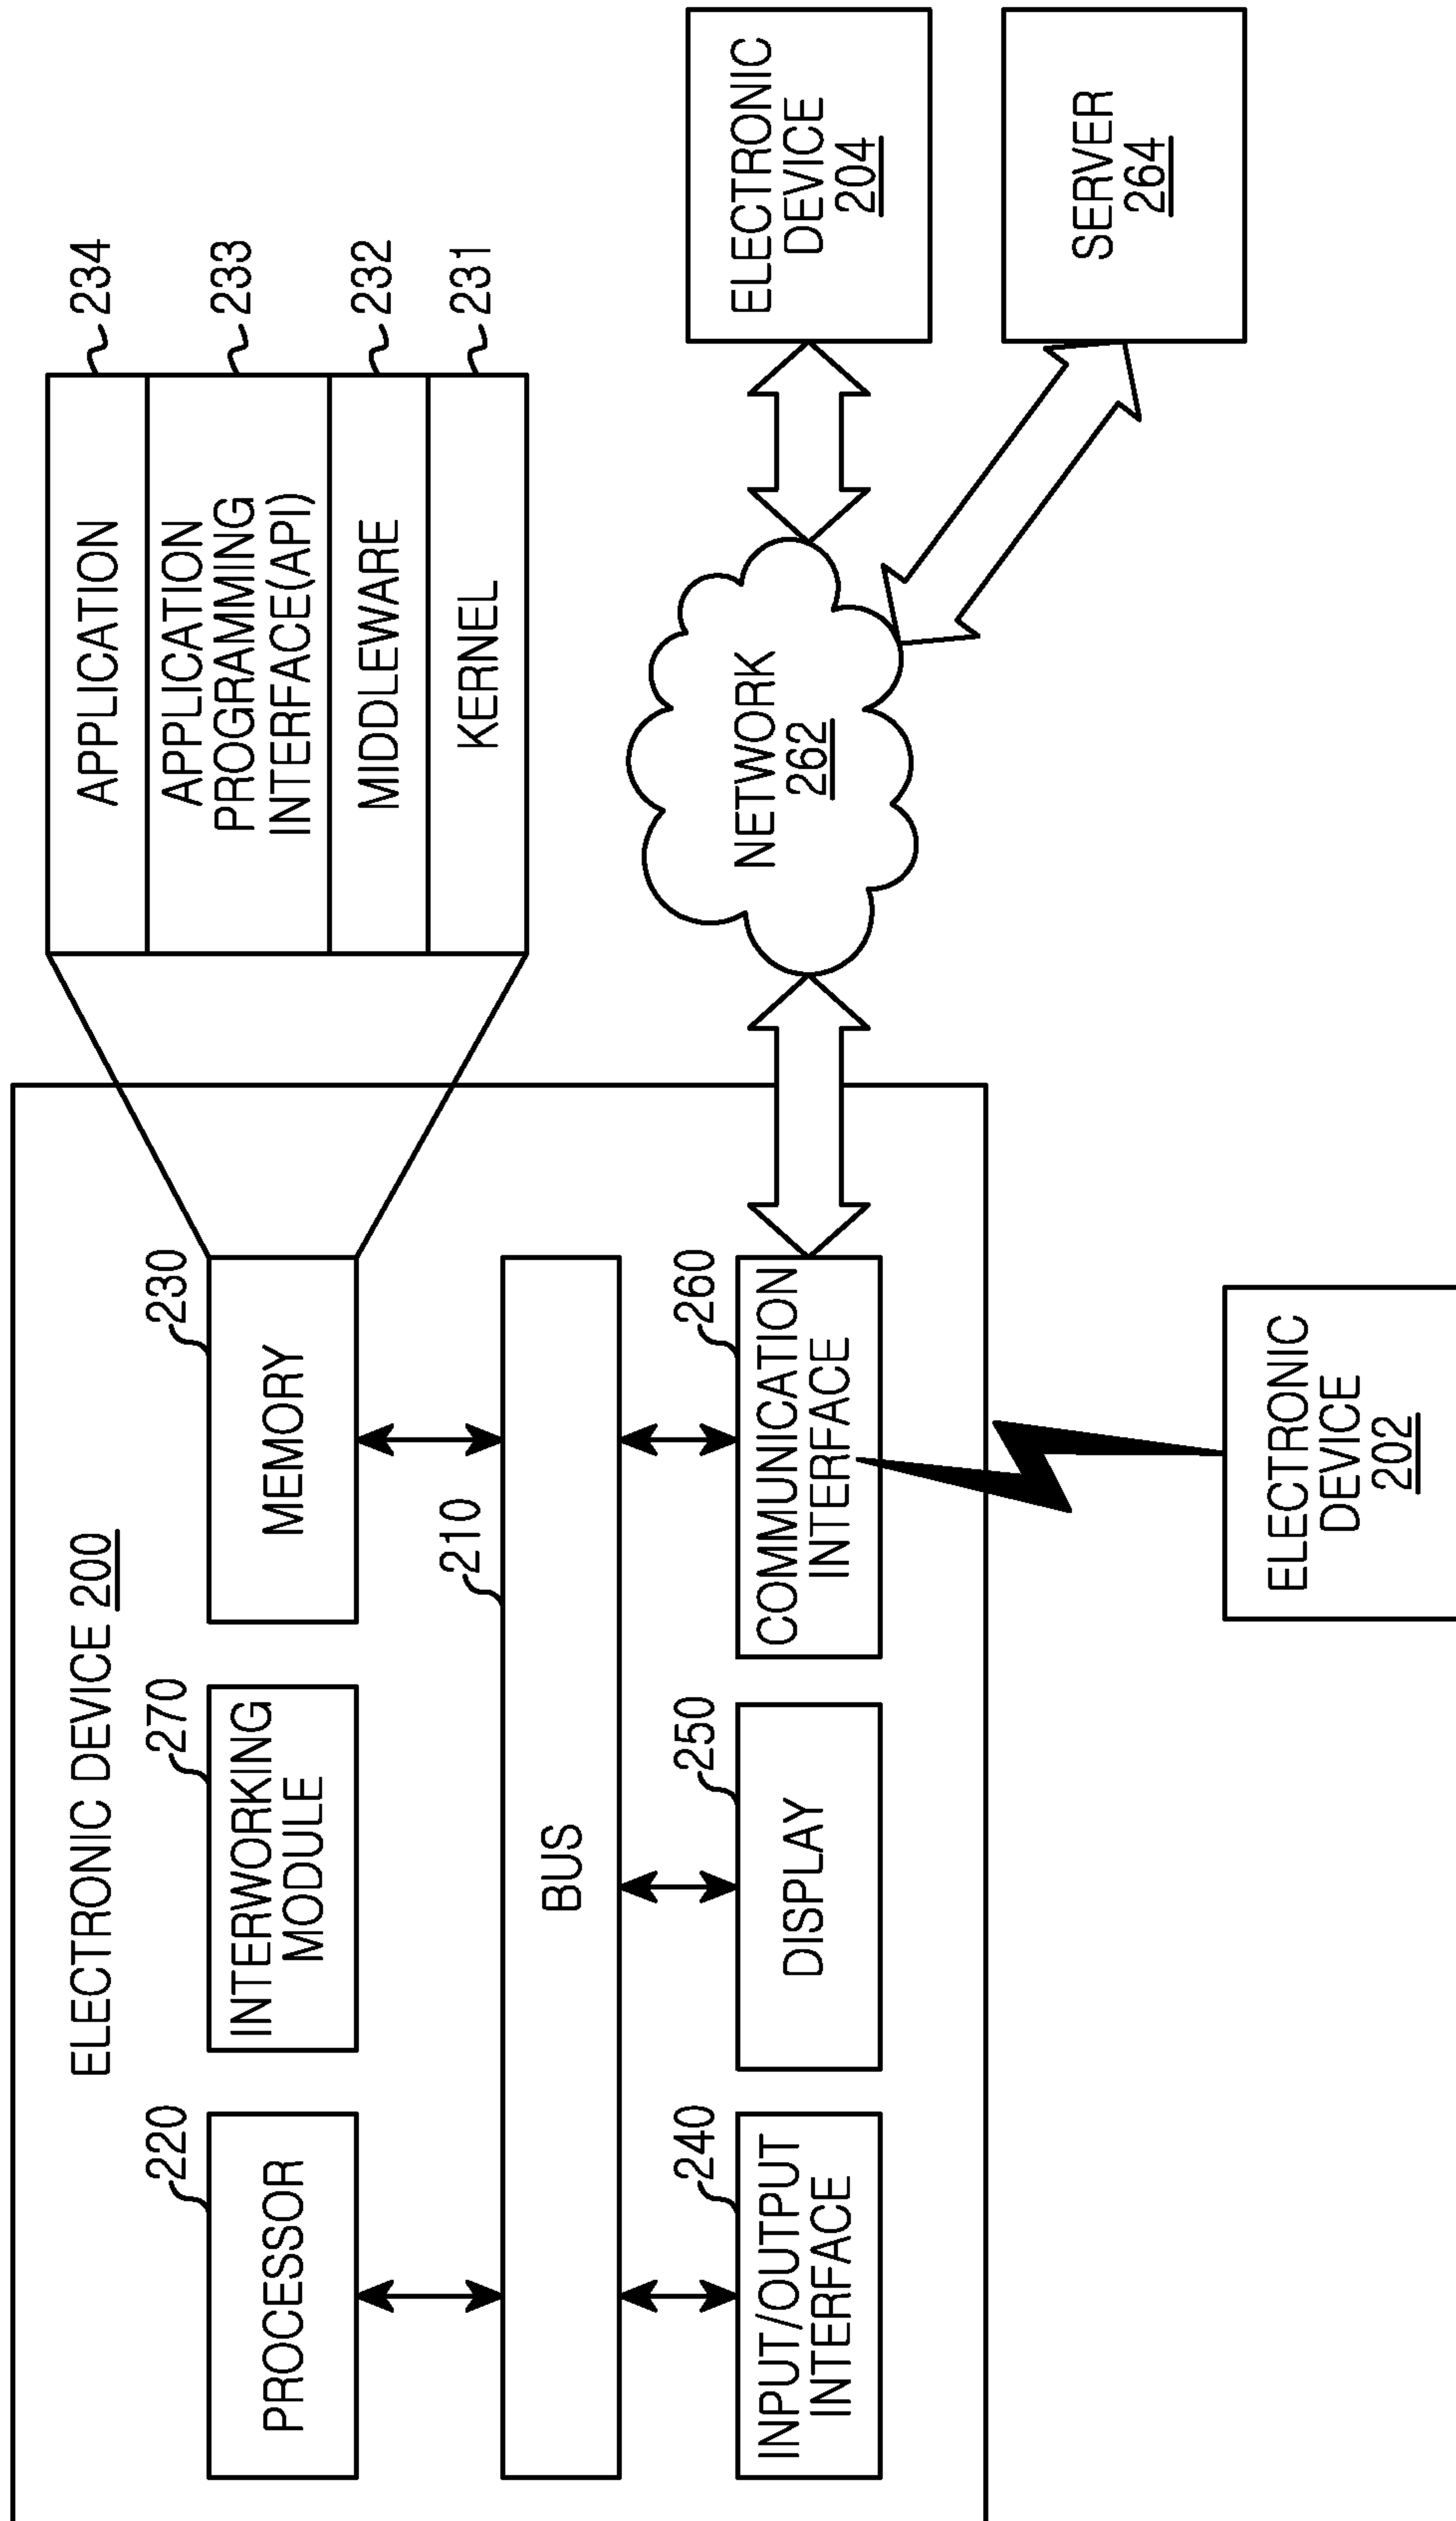 ELECTRONIC DEVICE 200
220
PROCESSOR
270
INTERWORKING
MODULE
230
MEMORY
234
APPLICATION
233
APPLICATION
PROGRAMMING
INTERFACE(API)
232
MIDDLEWARE
231
KERNEL
210
BUS
240
INPUT/OUTPUT
INTERFACE
250
DISPLAY
260
COMMUNICATION
INTERFACE
NETWORK
262
ELECTRONIC
DEVICE
204
SERVER
264
ELECTRONIC
DEVICE
202